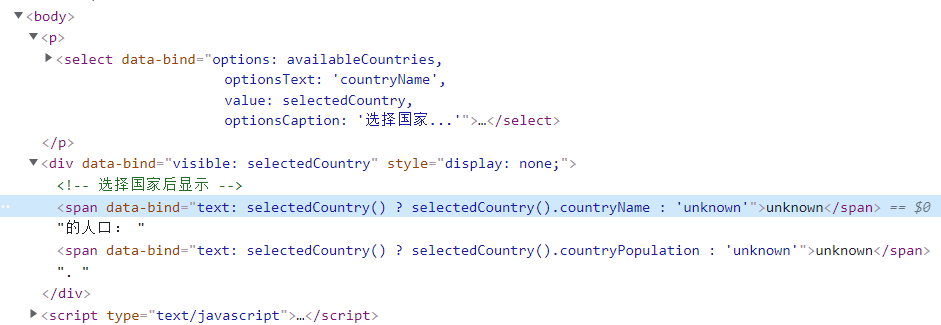 ▼<body>
▼<p>
▶<select data-bind="options: availableCountries,
optionsText: 'countryName',
value: selectedCountry,
optionsCaption: '选择国家...'">…</select>
</p>
▼<div data-bind="visible: selectedCountry" style="display: none;">
<!-- 选择国家后显示 -->
<span data-bind="text: selectedCountry() ? selectedCountry().countryName : 'unknown'">unknown</span> == $0
"的人口： "
<span data-bind="text: selectedCountry() ? selectedCountry().countryPopulation : 'unknown'">unknown</span>
". "
</div>
▶<script type="text/javascript">…</script>